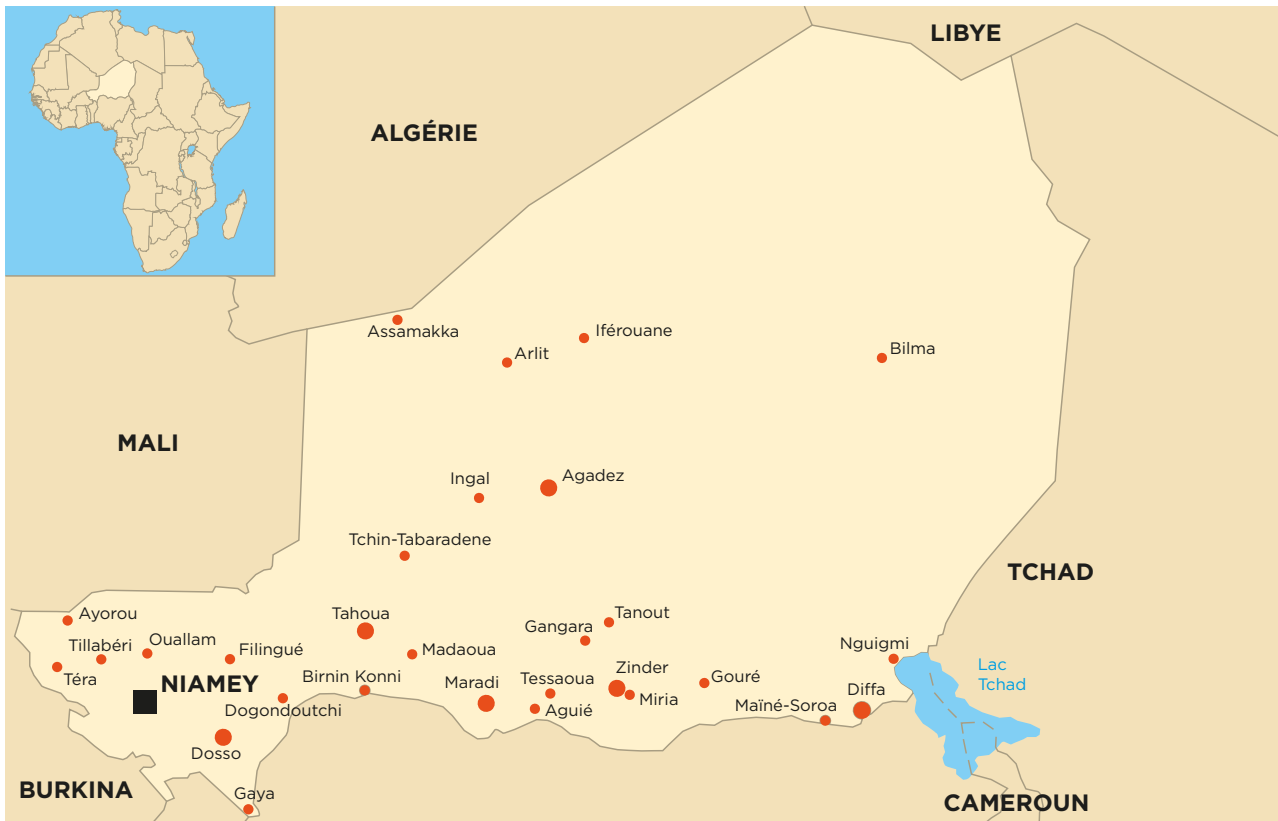 LIBYE
ALGÉRIE
Assamakka
Iférouane
Arlit
Bilma
MALI
Ingal
Agadez
Tchin-Tabaradene
TCHAD
Ayorou
Tahoua
Tanout
Gangara
Tillabéri
Ouallam
Filingué
Madaoua
Nguigmi
Téra
NIAMEY
Birnin Konni
Maradi
Tessaoua
Zinder
Miria
Gouré
Lac
Tchad
Diffa
Maïné-Soroa
Dogondoutchi
Aguié
Dosso
BURKINA
Gaya
CAMEROUN